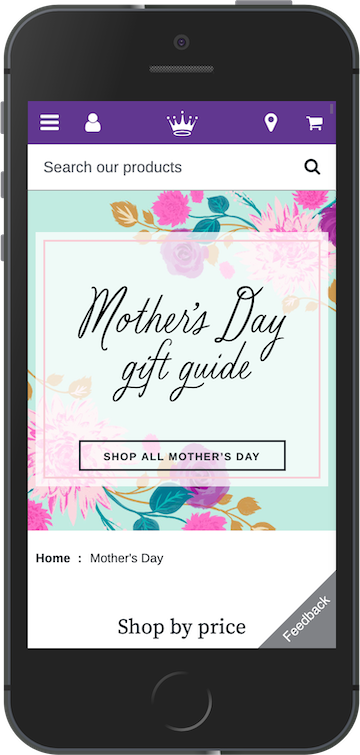 Search our products
Mother's Day
gift guide
SHOP ALL MOTHER'S DAY
Home : Mother's Day
Shop by price
Feedback